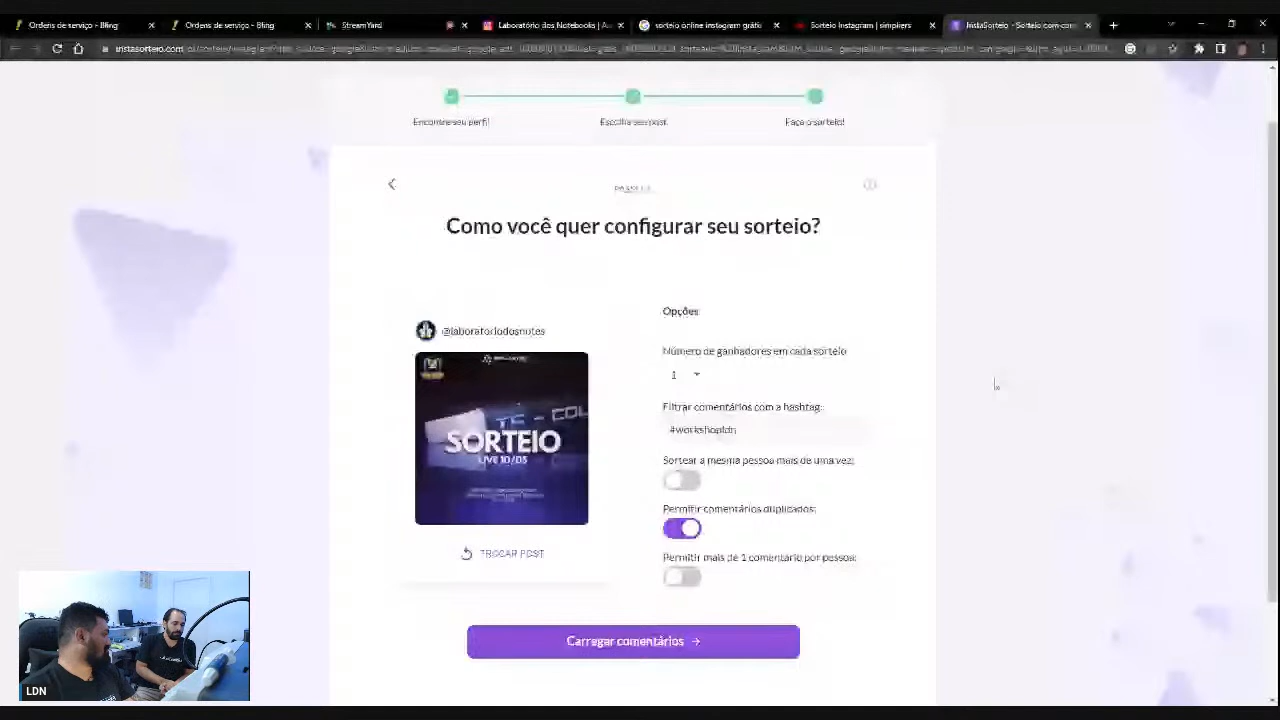 Ordens de serviço - Bling
Ordens de serviço - Bling
StreamYard
Laboratório dos Notebooks |
sorteio online instagram grátis
Sorteio Instagram | simpliers
InstaSorteio - Sorteio com com
instasorteio.com
Encontre seu perfil
Escolha seu post
Faça o sorteio!
Como você quer configurar seu sorteio?
@laboratoriodosnotes
SORTEIO
LIVE 10/05
TROCAR POST
Opções
Número de ganhadores em cada sorteio
1
Filtrar comentários com a hashtag:
#workshopldn
Sortear a mesma pessoa mais de uma vez:
Permitir comentários duplicados:
Permitir mais de 1 comentário por pessoa:
Carregar comentários →
LDN